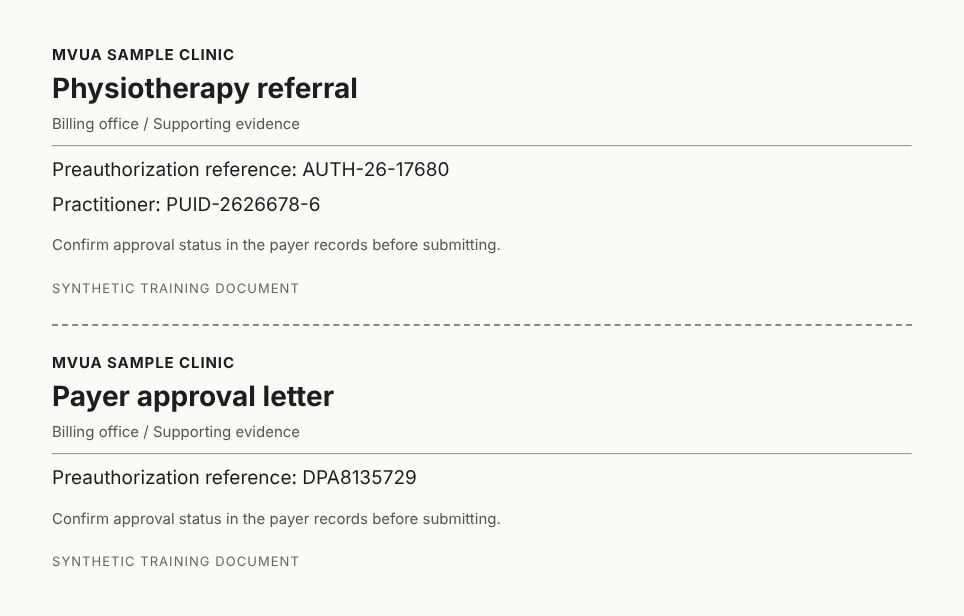 MVUA SAMPLE CLINIC
Physiotherapy referral
Billing office / Supporting evidence
Preauthorization reference: AUTH-26-17680
Practitioner: PUID-2626678-6
Confirm approval status in the payer records before submitting.
SYNTHETIC TRAINING DOCUMENT
MVUA SAMPLE CLINIC
Payer approval letter
Billing office / Supporting evidence
Preauthorization reference: DPA8135729
Confirm approval status in the payer records before submitting.
SYNTHETIC TRAINING DOCUMENT